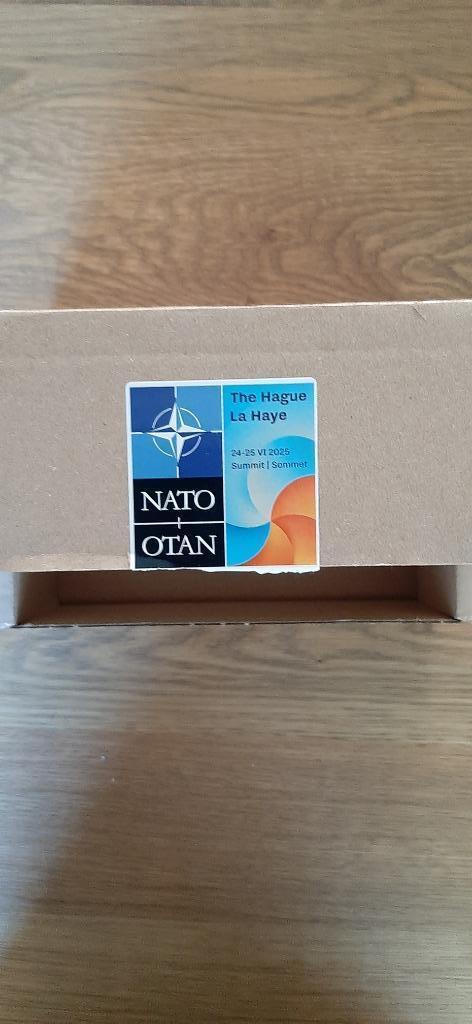 The Hague
La Haye
24-25 VI 2025
Summit | Sommet
NATO
OTAN